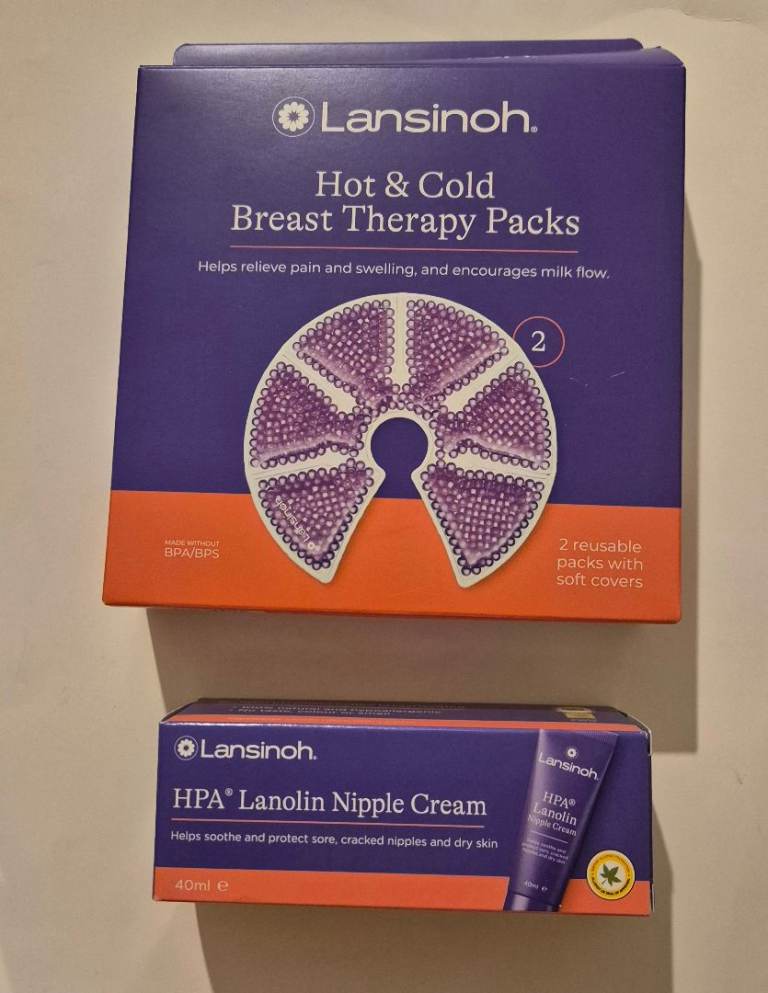 Lansinoh®
Hot & Cold
Breast Therapy Packs
Helps relieve pain and swelling, and encourages milk flow.
2
Lansinoh
MADE WITHOUT
BPA/BPS
2 reusable
packs with
soft covers
Lansinoh®
HPA® Lanolin Nipple Cream
Helps soothe and protect sore, cracked nipples and dry skin
40ml ℮
Lansinoh
HPA®
Lanolin
Nipple Cream
40ml ℮